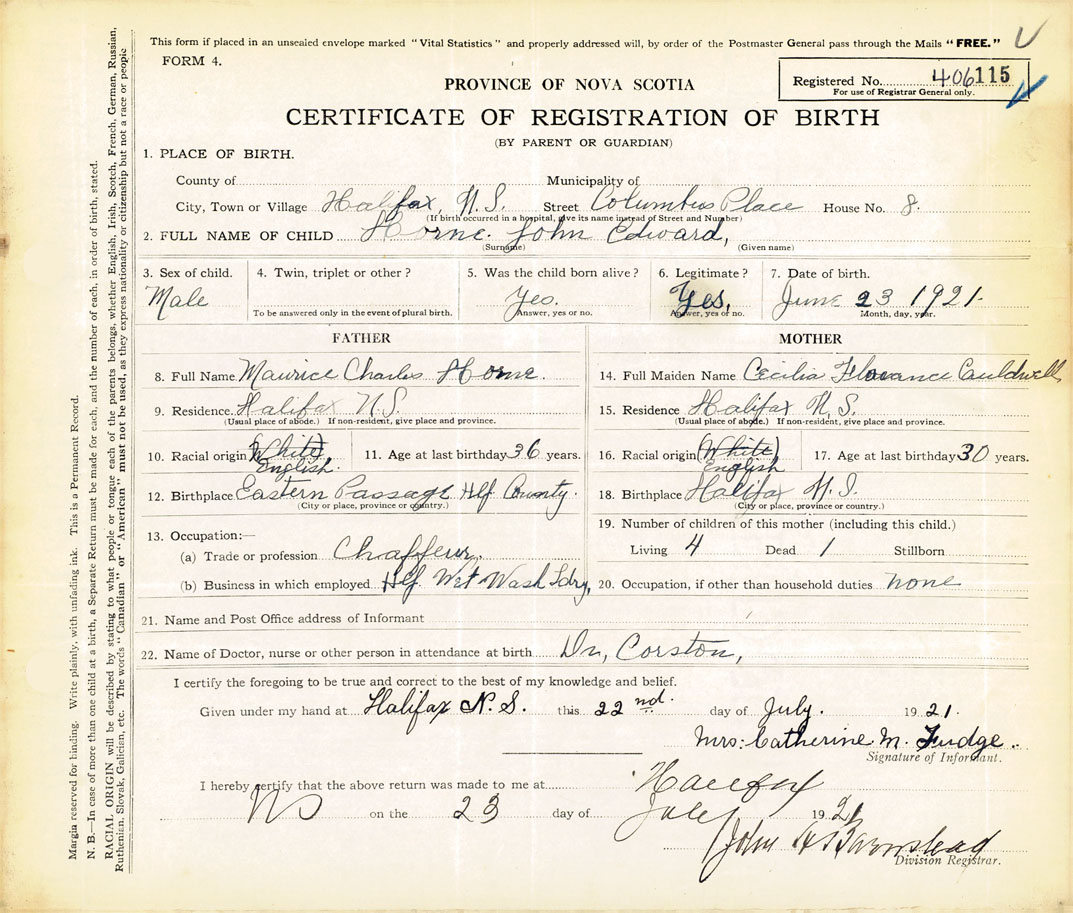 This form if placed in an unsealed envelope marked "Vital Statistics" and properly addressed will, by order of the Postmaster General pass through the Mails "FREE."
FORM 4.
Registered No. 406115
For use of Registrar General only.
PROVINCE OF NOVA SCOTIA
CERTIFICATE OF REGISTRATION OF BIRTH
(BY PARENT OR GUARDIAN)
1. PLACE OF BIRTH.
County of Municipality of
City, Town or Village Halifax, N.S. Street Columbus Place House No. 8.
(If birth occurred in a hospital, give its name instead of Street and Number)
2. FULL NAME OF CHILD Horne. John Edward,
(Surname) (Given name)
3. Sex of child. Male
4. Twin, triplet or other?
To be answered only in the event of plural birth.
5. Was the child born alive? Yes.
Answer, yes or no.
6. Legitimate? Yes,
Answer, yes or no.
7. Date of birth. June 23 1921.
Month, day, year.
FATHER
8. Full Name Maurice Charles Horne.
9. Residence. Halifax N.S.
(Usual place of abode.) If non-resident, give place and province.
10. Racial origin (White) English. 11. Age at last birthday 36 years.
12. Birthplace Eastern Passage Hlf County.
(City or place, province or country.)
13. Occupation:—
(a) Trade or profession Chaffeur,
(b) Business in which employed Hlf Wet Wash Ldry,
MOTHER
14. Full Maiden Name Cecilia Florance Cauldwell
15. Residence Halifax N.S.
(Usual place of abode.) If non-resident, give place and province.
16. Racial origin (White) English 17. Age at last birthday 30 years.
18. Birthplace Halifax N.S.
(City or place, province or country.)
19. Number of children of this mother (including this child.)
Living 4 Dead 1 Stillborn
20. Occupation, if other than household duties none
21. Name and Post Office address of Informant
22. Name of Doctor, nurse or other person in attendance at birth Dr, Corston,
I certify the foregoing to be true and correct to the best of my knowledge and belief.
Given under my hand at Halifax N.S. this 22nd. day of July. 1921.
Mrs: Catherine M. Fudge.
Signature of Informant.
I hereby certify that the above return was made to me at Halifax
NS on the 23 day of July 1921
John H Barnstead
Division Registrar.
Margin reserved for binding. Write plainly, with unfading ink. This is a Permanent Record.
N. B.—In case of more than one child at a birth, a Separate Return must be made for each, and the number of each, in order of birth, stated.
RACIAL ORIGIN will be described by stating to what people or tongue each of the parents belongs, whether English, Irish, Scotch, French, German, Russian,
Ruthenian, Slovak, Galician, etc. The words "Canadian" or "American" must not be used, as they express nationality or citizenship but not a race or people